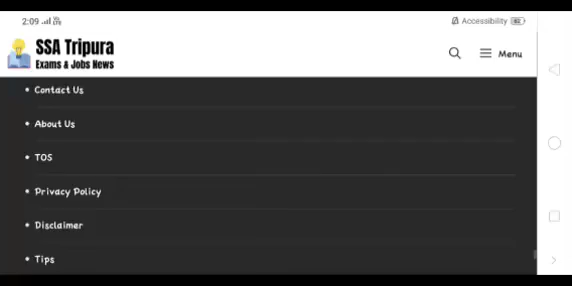 2:09
Accessibility
SSA Tripura
Exams & Jobs News
Menu
• Contact Us
• About Us
• TOS
• Privacy Policy
• Disclaimer
• Tips